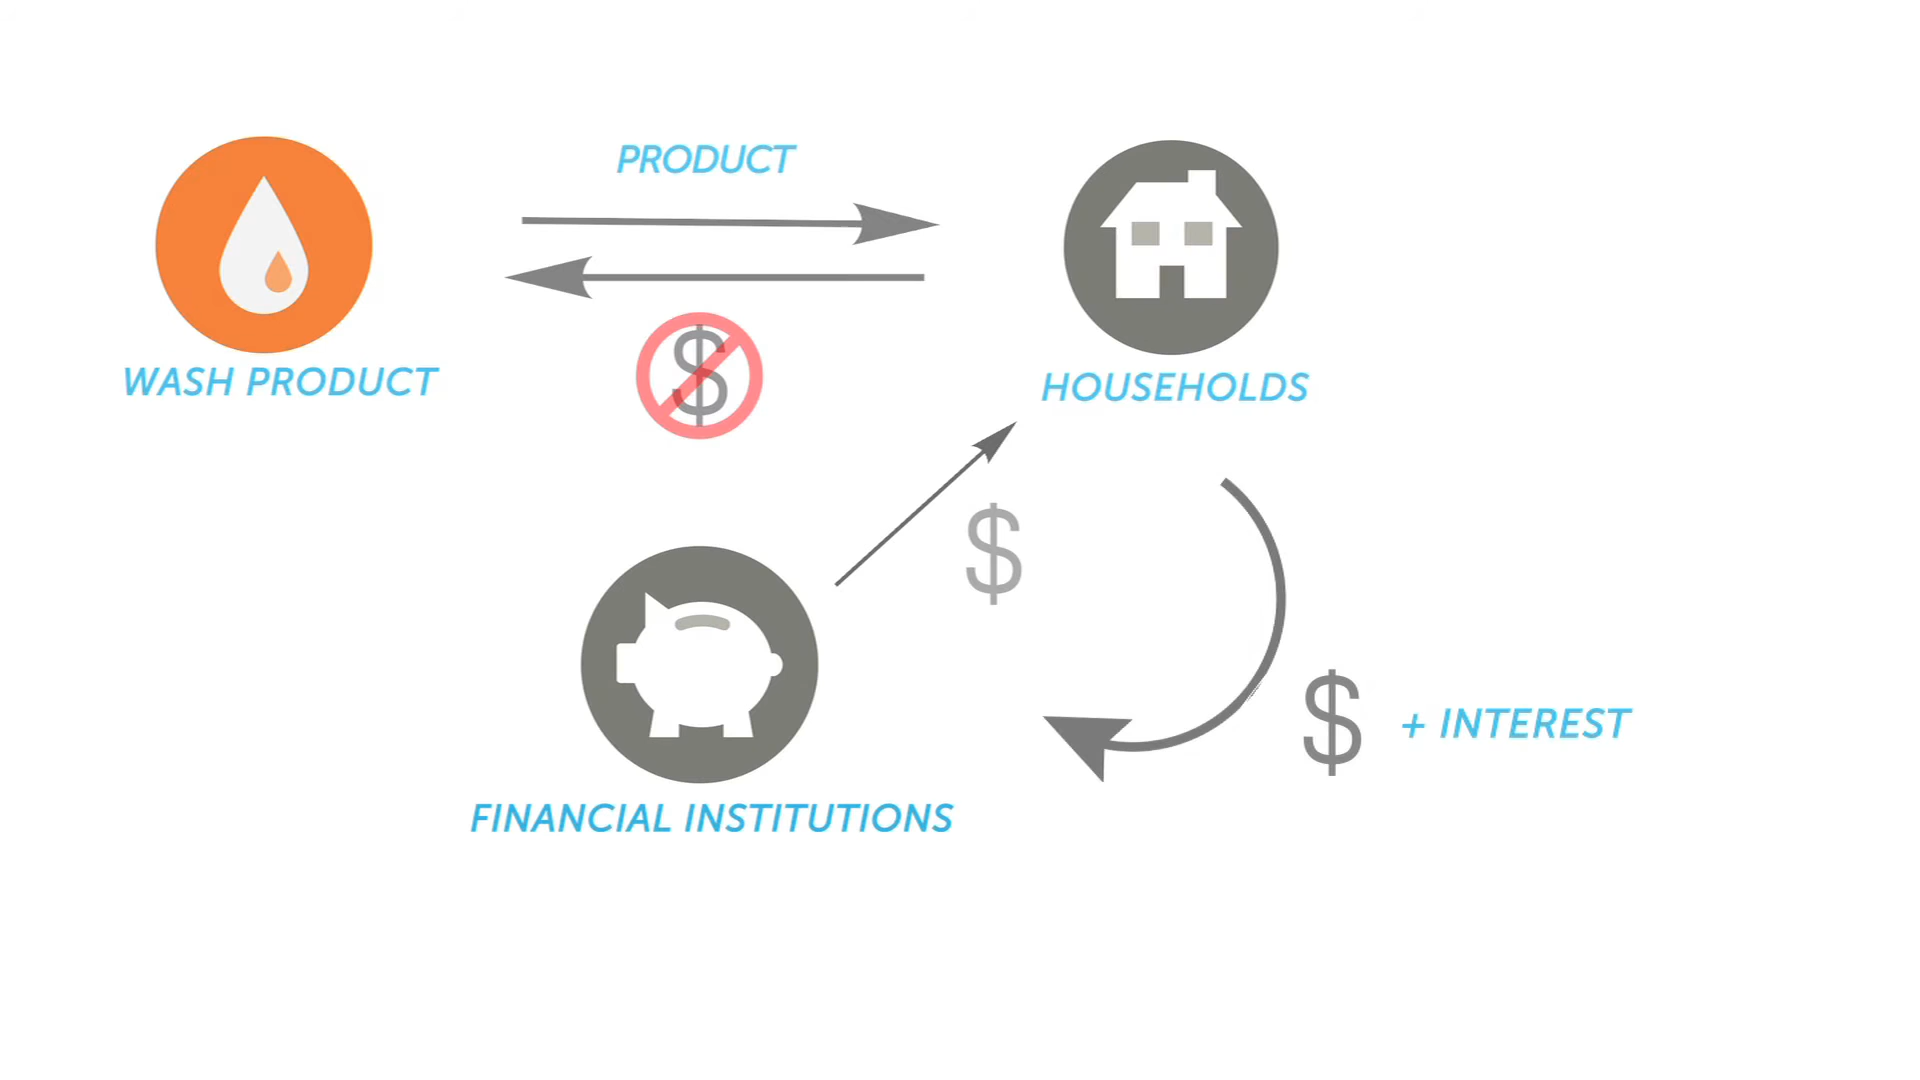 PRODUCT
WASH PRODUCT
$
HOUSEHOLDS
$
$ + INTEREST
FINANCIAL INSTITUTIONS